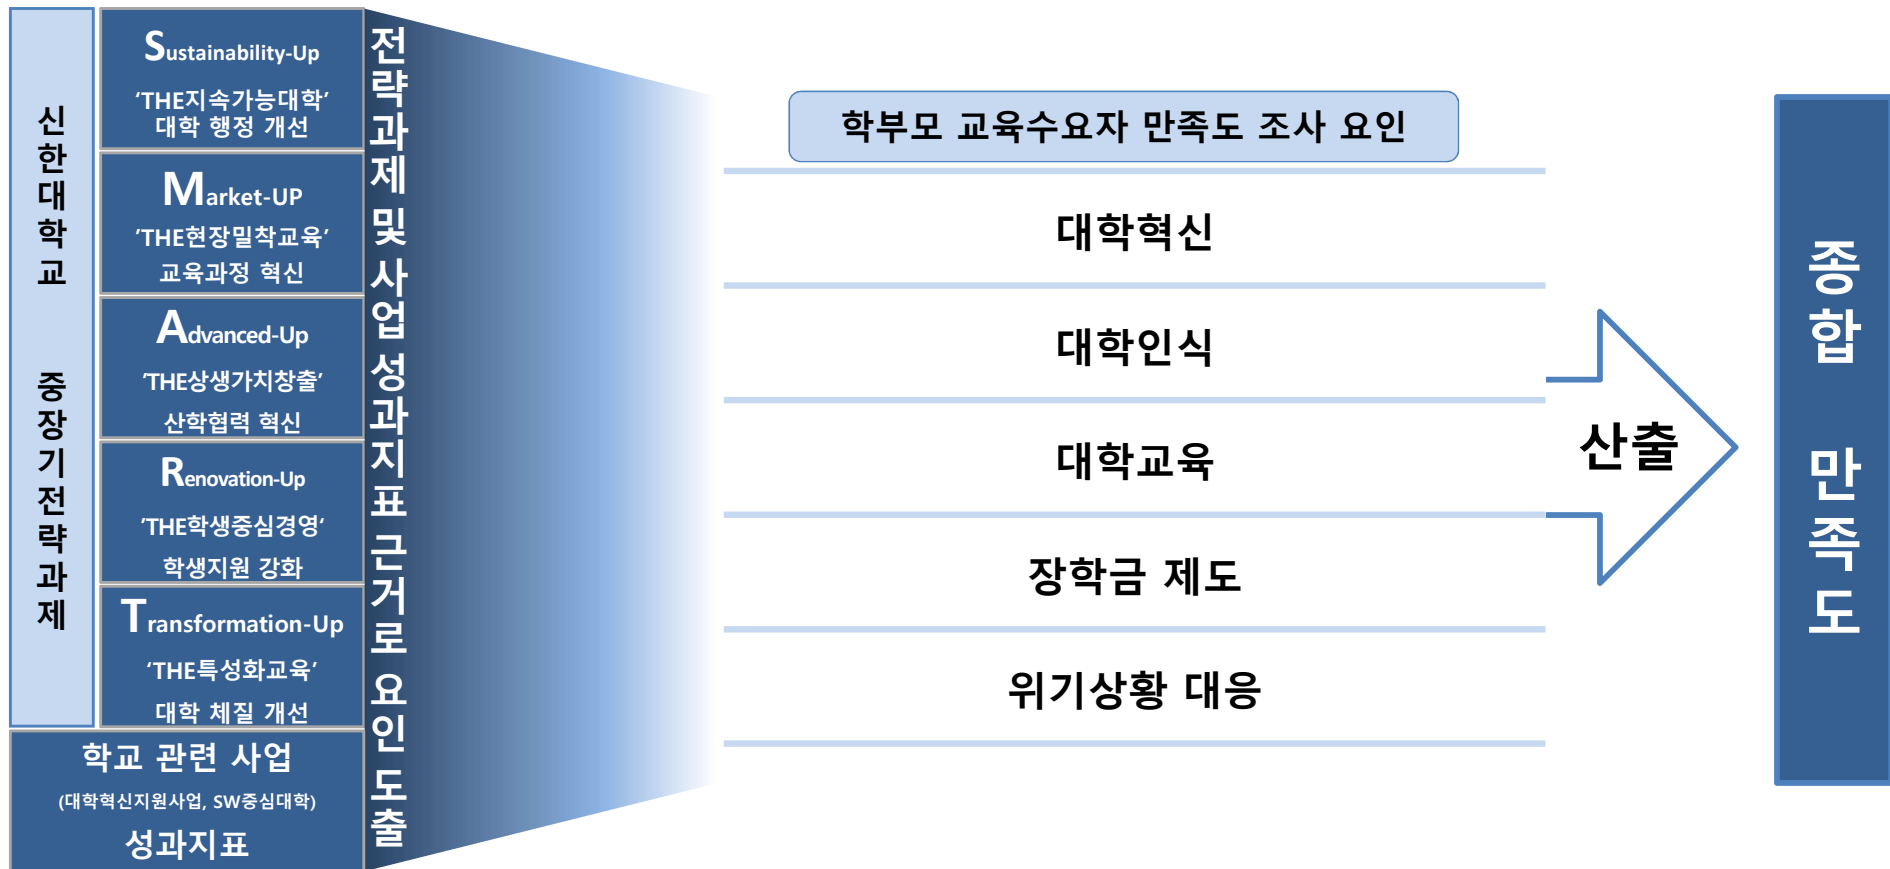 신한대학교 중장기전략과제
Sustainability-Up
‘THE지속가능대학’
대학 행정 개선
Market-UP
’THE현장밀착교육’
교육과정 혁신
Advanced-Up
’THE상생가치창출’
산학협력 혁신
Renovation-Up
’THE학생중심경영‘
학생지원 강화
Transformation-Up
‘THE특성화교육’
대학 체질 개선
학교 관련 사업
(대학혁신지원사업, SW중심대학)
성과지표
전략과제 및 사업성과지표 근거로 요인 도출
학부모 교육수요자 만족도 조사 요인
대학혁신
대학인식
대학교육
장학금 제도
위기상황 대응
산출
종합 만족도